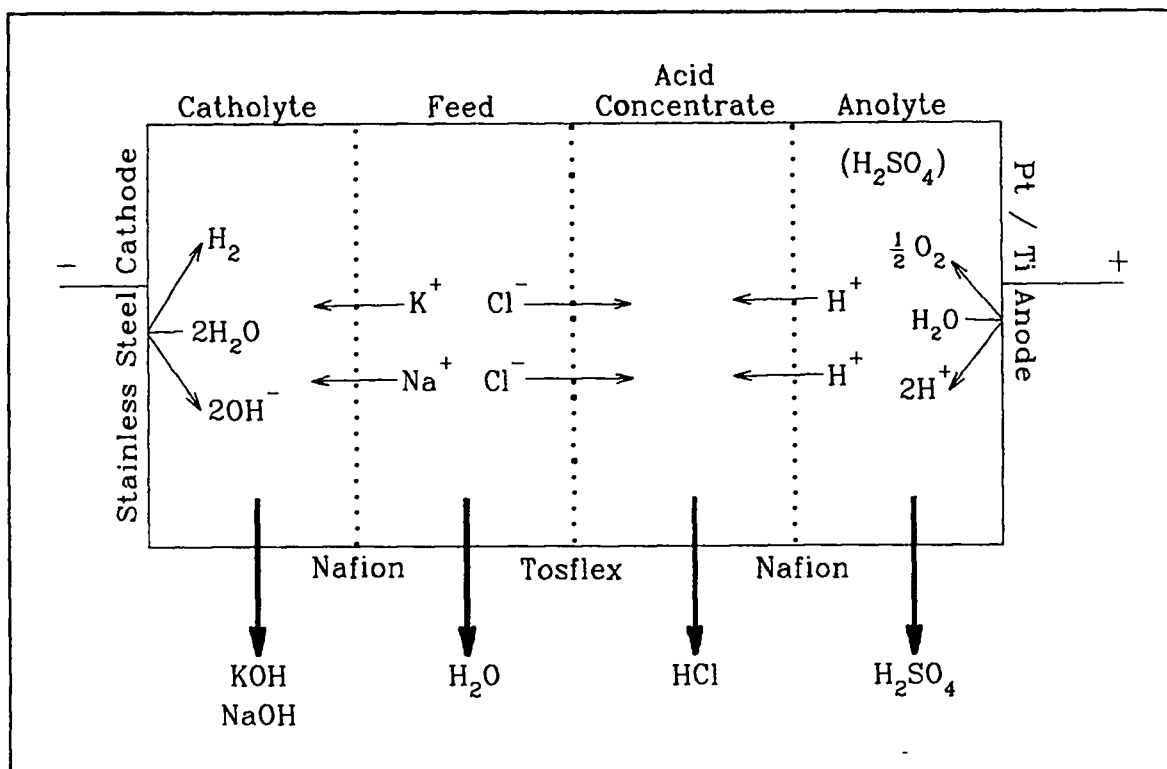 Acid
Catholyte Feed Concentrate Anolyte
(H₂SO₄)
Stainless Steel Cathode
Pt / Ti Anode
−
+
H₂
½ O₂
K⁺ Cl⁻ H⁺
2H₂O
H₂O
Na⁺ Cl⁻ H⁺
2OH⁻
2H⁺
Nafion Tosflex Nafion
KOH H₂O HCl H₂SO₄
NaOH